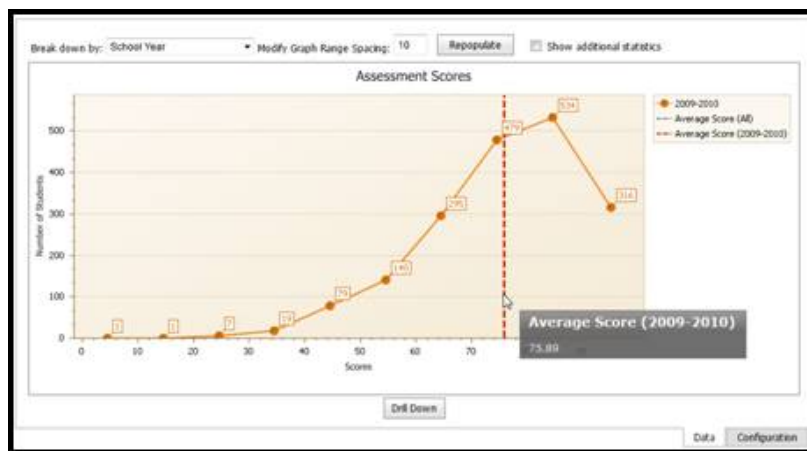 Break down by: School Year Modify Graph Range Spacing: 10 Repopulate Show additional statistics
Assessment Scores
2009-2010
Average Score (All)
Average Score (2009-2010)
Number of Students
500
400
300
200
100
0
7
19
79
140
295
479
534
316
0 10 20 30 40 50 60 70
Scores
Average Score (2009-2010)
75.89
Drill Down
Data Configuration